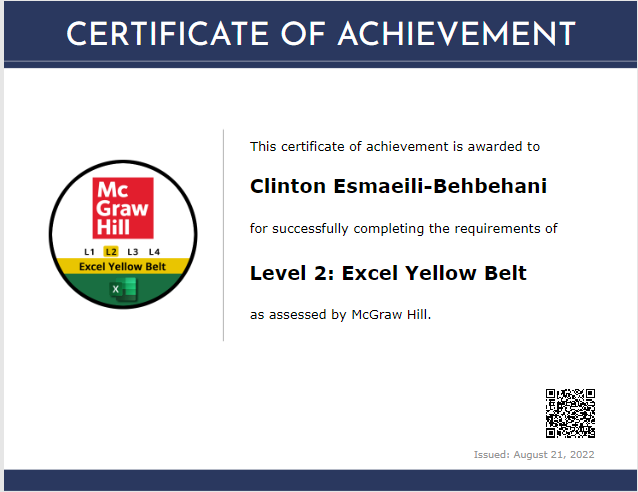 CERTIFICATE OF ACHIEVEMENT
Mc
Graw
Hill
L1 L2 L3 L4
Excel Yellow Belt
X
This certificate of achievement is awarded to
Clinton Esmaeili-Behbehani
for successfully completing the requirements of
Level 2: Excel Yellow Belt
as assessed by McGraw Hill.
Issued: August 21, 2022